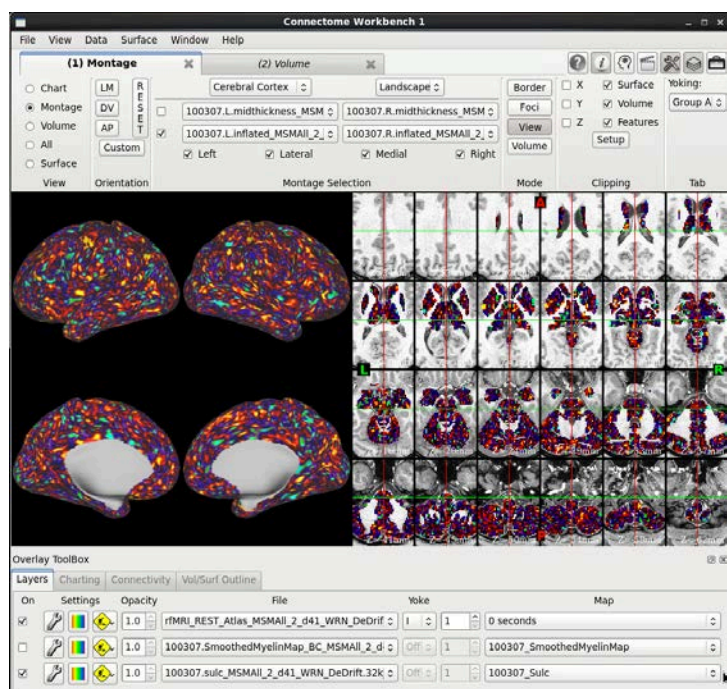 Connectome Workbench 1
File View Data Surface Window Help
(1) Montage (2) Volume
Chart
Montage
Volume
All
Surface
View
LM
DV
AP
Custom
RESET
Orientation
Cerebral Cortex Landscape
100307.L.midthickness_MSM 100307.R.midthickness_MSM
100307.L.inflated_MSMAll_2_ 100307.R.inflated_MSMAll_2_
Left Lateral Medial Right
Montage Selection
Border
Foci
View
Volume
Mode
X Surface
Y Volume
Z Features
Setup
Clipping
Yoking:
Group A
Tab
A
L R
Overlay ToolBox
Layers Charting Connectivity Vol/Surf Outline
On Settings Opacity File Yoke Map
1.0 rfMRI_REST_Atlas_MSMAll_2_d41_WRN_DeDrif I 1 0 seconds
1.0 100307.SmoothedMyelinMap_BC_MSMAll_2_d Off 1 100307_SmoothedMyelinMap
1.0 100307.sulc_MSMAll_2_d41_WRN_DeDrift.32k Off 1 100307_Sulc